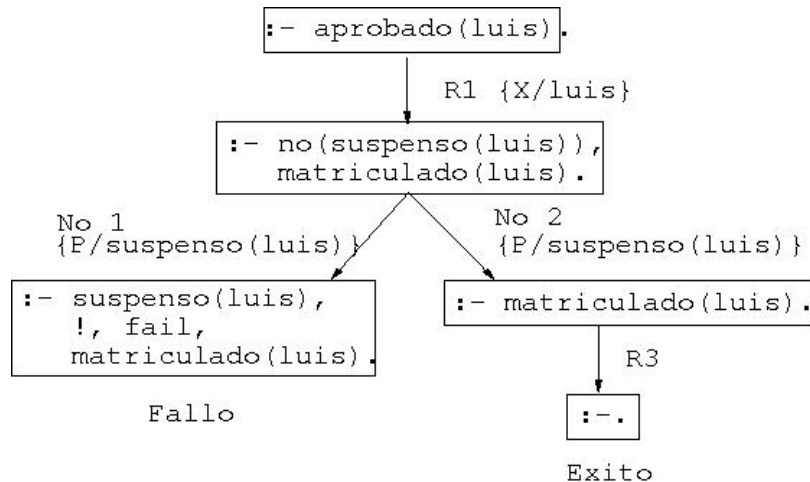 :- aprobado(luis).
R1 {X/luis}
:- no(suspenso(luis)),
matriculado(luis).
No 1
{P/suspenso(luis)}
No 2
{P/suspenso(luis)}
:- suspenso(luis),
!, fail,
matriculado(luis).
:- matriculado(luis).
R3
Fallo
:-.
Exito